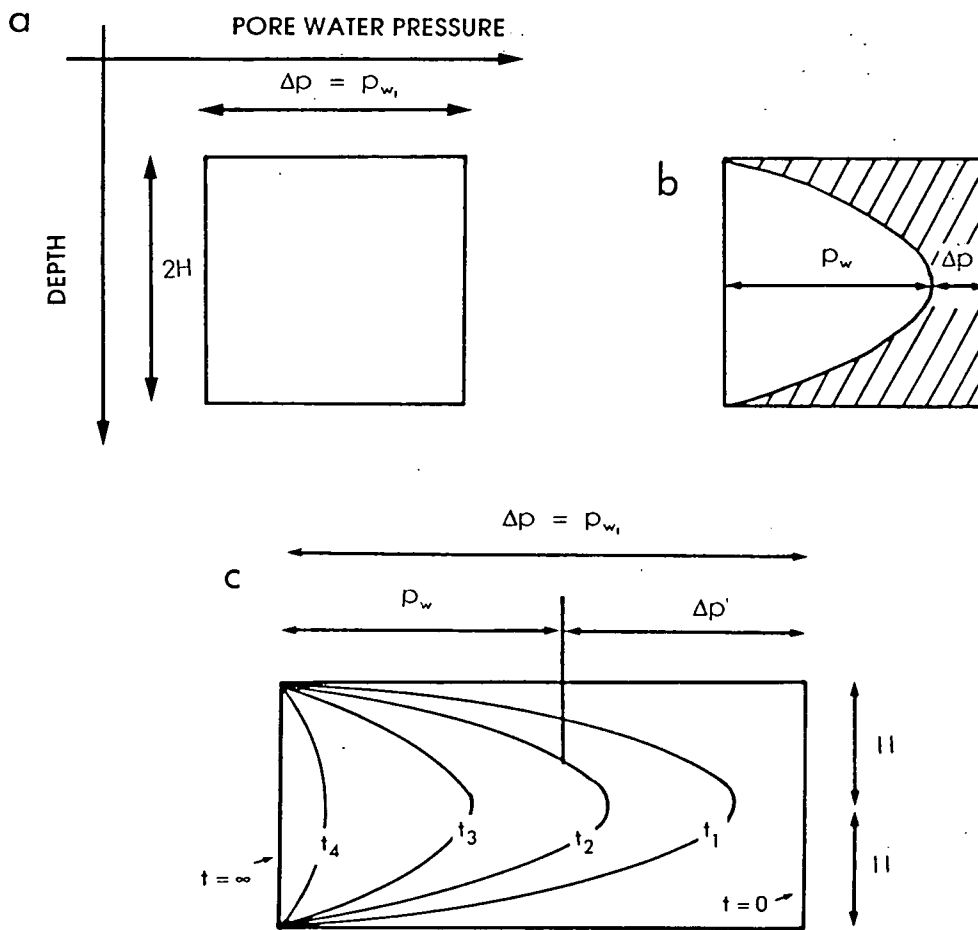 a
PORE WATER PRESSURE
Δp = p_w₁
DEPTH
2H
b
p_w
Δp
Δp = p_w₁
c
p_w
Δp'
H
H
t₄
t₃
t₂
t₁
t = ∞
t = 0